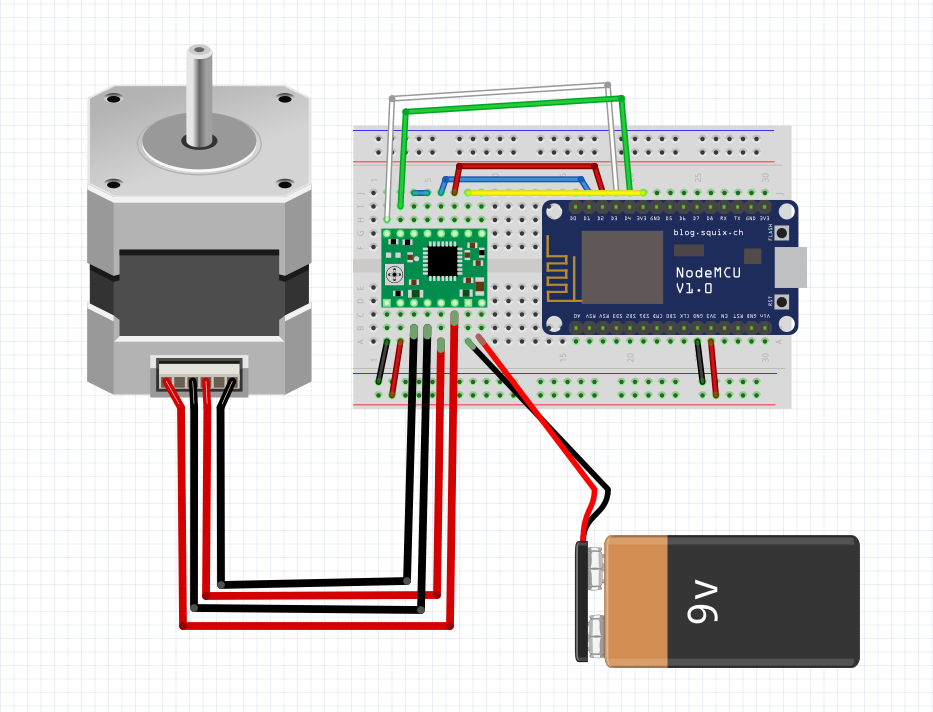 1 5 25 30
J
D0 D1 D2 D3 D4 3V3 GND D5 D6 D7 D8 RX TX GND 3V3
blog.squix.ch
FLASH
NodeMCU
V1.0
RST
A0 RSV RSV SD3 SD2 SD1 CMD SD0 CLK GND 3V3 EN RST GND Vin
A
1 15 20 30
9v